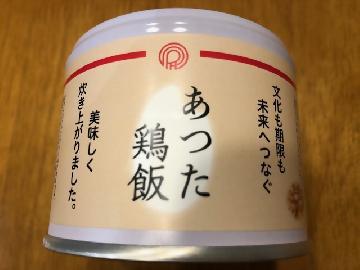 文化も期限も
未来へつなぐ
あつた
鶏飯
美味しく
炊き上がりました。